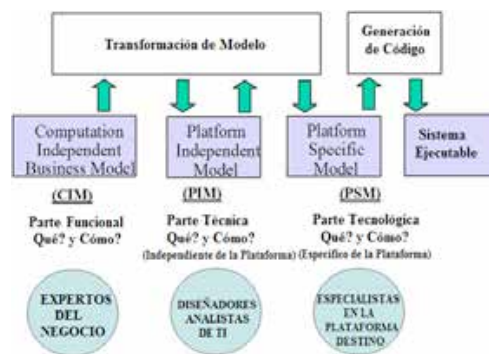 Transformación de Modelo
Generación
de Código
Computation
Independent
Business Model
Platform
Independent
Model
Platform
Specific
Model
Sistema
Ejecutable
(CIM)
(PIM)
(PSM)
Parte Funcional
Qué? y Cómo?
Parte Técnica
Qué? y Cómo?
(Independiente de la Plataforma)
Parte Tecnológica
Qué? y Cómo?
(Específico de la Plataforma)
EXPERTOS
DEL
NEGOCIO
DISEÑADORES
ANALISTAS
DE TI
ESPECIALISTAS
EN LA
PLATAFORMA
DESTINO